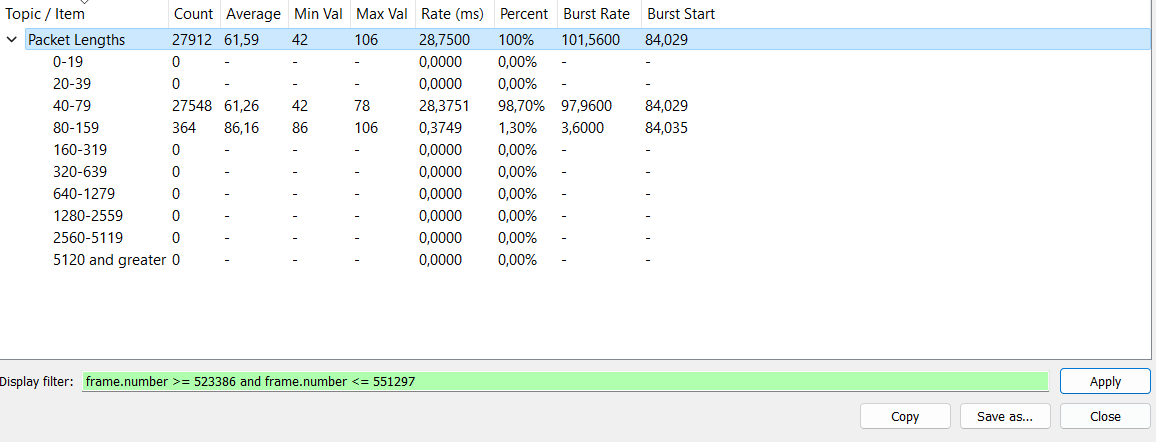 Topic / Item Count Average Min Val Max Val Rate (ms) Percent Burst Rate Burst Start
Packet Lengths 27912 61,59 42 106 28,7500 100% 101,5600 84,029
0-19 0 - - - 0,0000 0,00% - -
20-39 0 - - - 0,0000 0,00% - -
40-79 27548 61,26 42 78 28,3751 98,70% 97,9600 84,029
80-159 364 86,16 86 106 0,3749 1,30% 3,6000 84,035
160-319 0 - - - 0,0000 0,00% - -
320-639 0 - - - 0,0000 0,00% - -
640-1279 0 - - - 0,0000 0,00% - -
1280-2559 0 - - - 0,0000 0,00% - -
2560-5119 0 - - - 0,0000 0,00% - -
5120 and greater 0 - - - 0,0000 0,00% - -
Display filter: frame.number >= 523386 and frame.number <= 551297 Apply
Copy Save as... Close